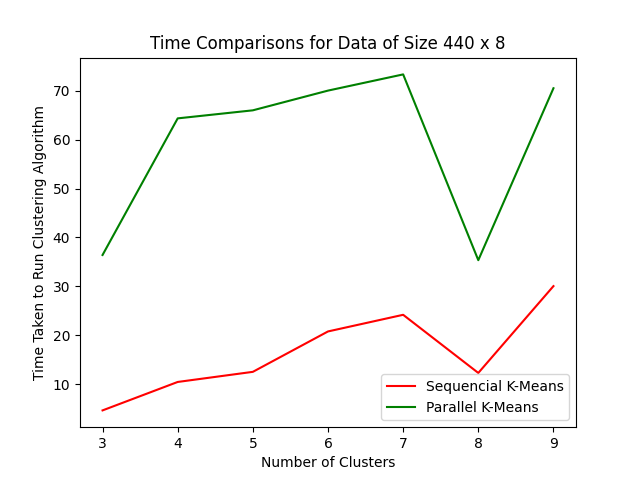 Time Comparisons for Data of Size 440 x 8
Time Taken to Run Clustering Algorithm
70
60
50
40
30
20
10
Sequencial K-Means
Parallel K-Means
3 4 5 6 7 8 9
Number of Clusters